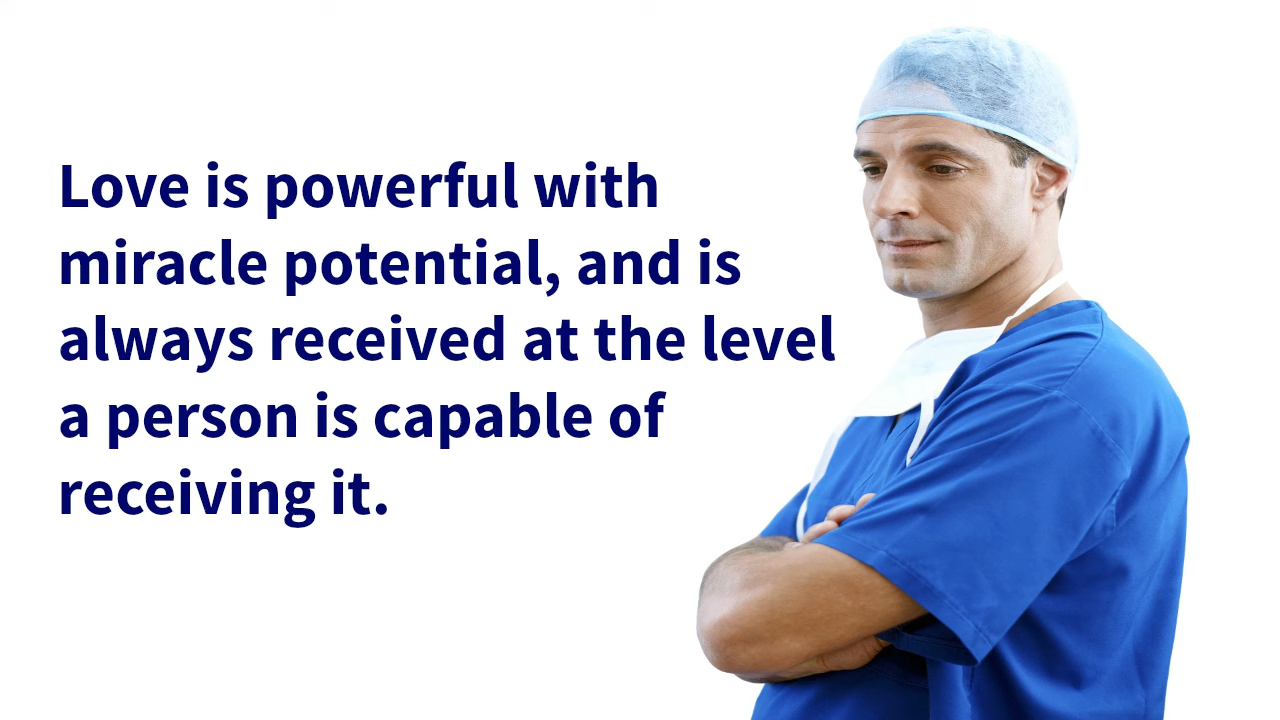 Love is powerful with
miracle potential, and is
always received at the level
a person is capable of
receiving it.